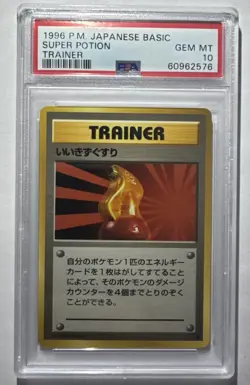 1996 P.M. JAPANESE BASIC
SUPER POTION
TRAINER
GEM MT
10
PSA
60962576
TRAINER
いいきずぐすり
自分のポケモン1匹のエネルギー
カードを1枚はがしてすてること
によって、そのポケモンのダメージ
カウンターを4個までとりのぞく
ことができる。